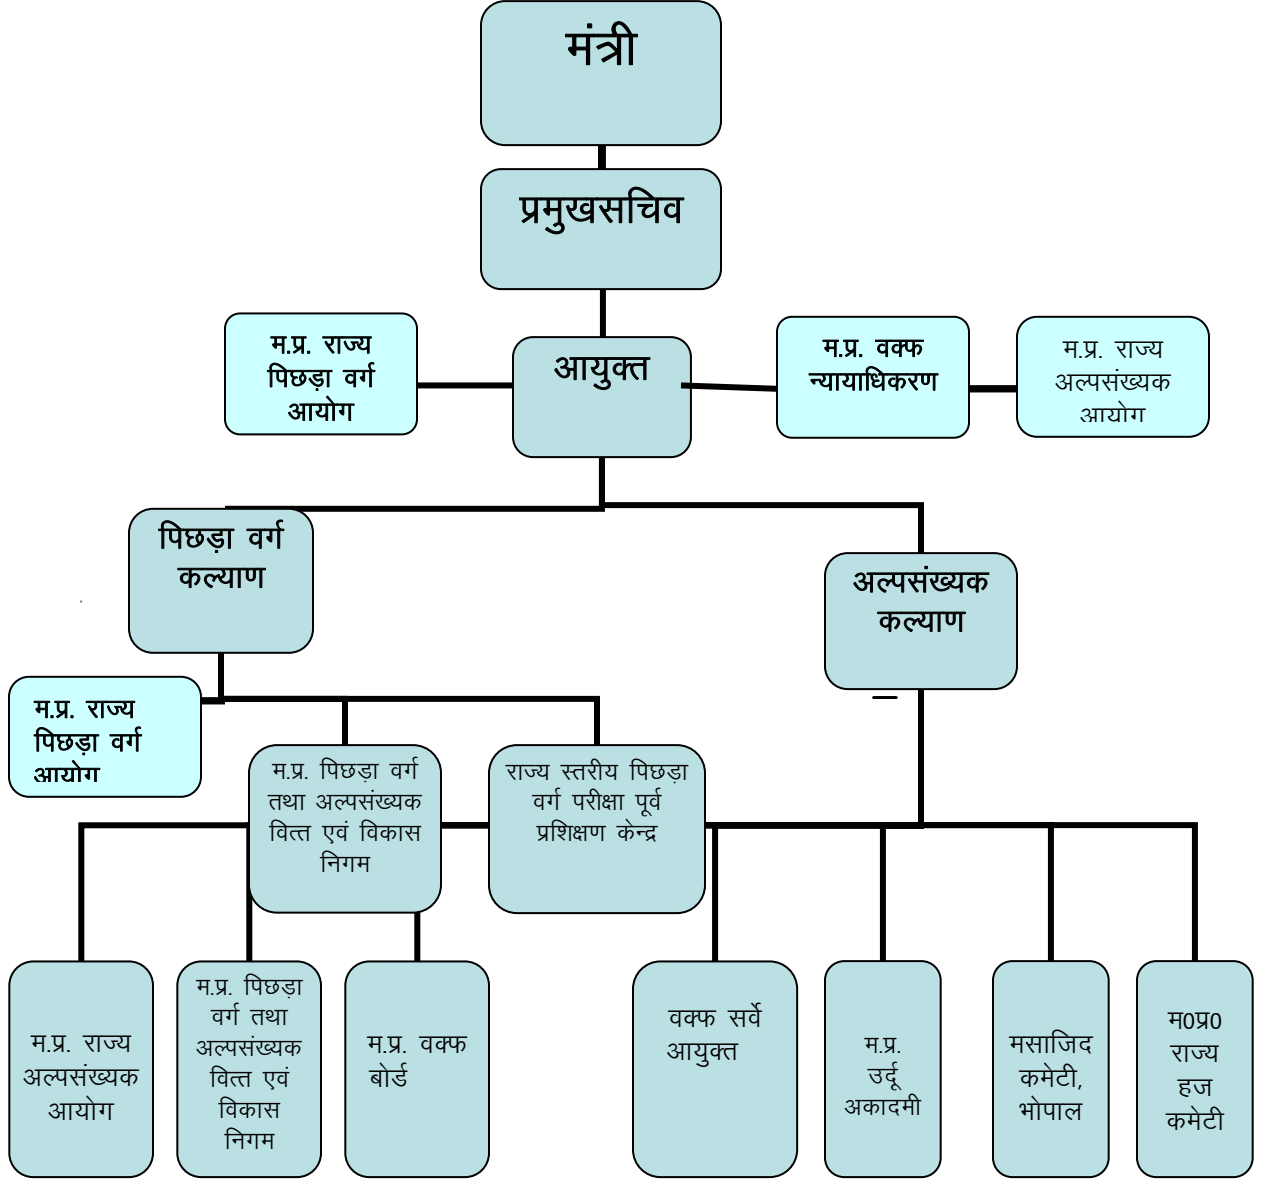 मंत्री
प्रमुखसचिव
म.प्र. राज्य
पिछड़ा वर्ग
आयोग
आयुक्त
म.प्र. वक्फ
न्यायाधिकरण
म.प्र. राज्य
अल्पसंख्यक
आयोग
पिछड़ा वर्ग
कल्याण
अल्पसंख्यक
कल्याण
म.प्र. राज्य
पिछड़ा वर्ग
आयोग
म.प्र. पिछड़ा वर्ग
तथा अल्पसंख्यक
वित्त एवं विकास
निगम
राज्य स्तरीय पिछड़ा
वर्ग परीक्षा पूर्व
प्रशिक्षण केन्द्र
म.प्र. राज्य
अल्पसंख्यक
आयोग
म.प्र. पिछड़ा
वर्ग तथा
अल्पसंख्यक
वित्त एवं
विकास
निगम
म.प्र. वक्फ
बोर्ड
वक्फ सर्वे
आयुक्त
म.प्र.
उर्दू
अकादमी
मसाजिद
कमेटी,
भोपाल
म0प्र0
राज्य
हज
कमेटी